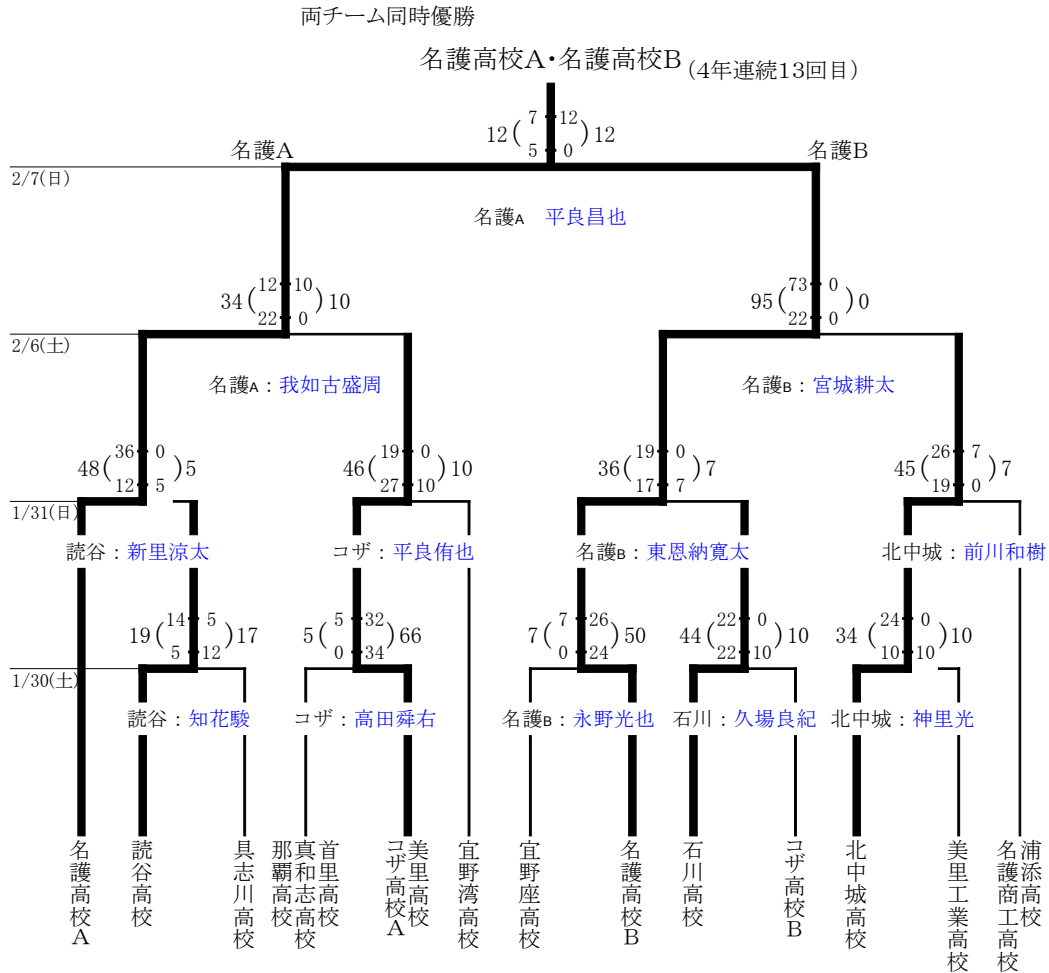 両チーム同時優勝
名護高校A・名護高校B (4年連続13回目)
7 12
12 ( ) 12
5 0
名護A 名護B
2/7(日)
名護A 平良昌也
12 10 73 0
34 ( ) 10 95 ( ) 0
22 0 22 0
2/6(土)
名護A：我如古盛周 名護B：宮城耕太
36 0 19 0 19 0 26 7
48 ( ) 5 46 ( ) 10 36 ( ) 7 45 ( ) 7
12 5 27 10 17 7 19 0
1/31(日)
読谷：新里涼太 コザ：平良侑也 名護B：東恩納寛太 北中城：前川和樹
14 5 5 32 7 26 22 0 24 0
19 ( ) 17 5 ( ) 66 7 ( ) 50 44 ( ) 10 34 ( ) 10
5 12 0 34 0 24 22 10 10 10
1/30(土)
読谷：知花駿 コザ：高田舜右 名護B：永野光也 石川：久場良紀 北中城：神里光
名護高校A
読谷高校
具志川高校
首里高校
真和志高校
那覇高校
美里高校
コザ高校A
宜野湾高校
宜野座高校
名護高校B
石川高校
コザ高校B
北中城高校
美里工業高校
浦添高校
名護商工高校